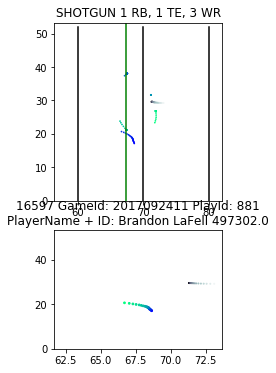 SHOTGUN 1 RB, 1 TE, 3 WR
50
40
30
20
10
0
60 70 80
16597 GameId: 2017092411 PlayId: 881
PlayerName + ID: Brandon LaFell 497302.0
40
20
0
62.5 65.0 67.5 70.0 72.5